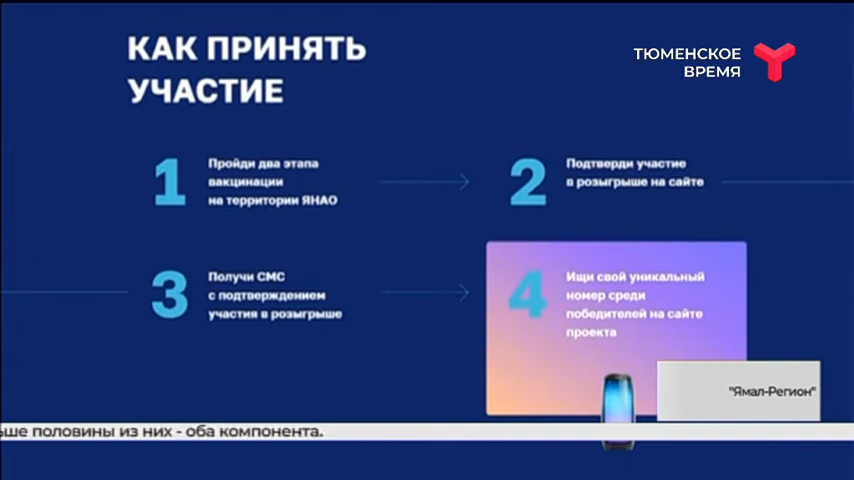 КАК ПРИНЯТЬ
УЧАСТИЕ
ТЮМЕНСКОЕ
ВРЕМЯ
1
Пройди два этапа
вакцинации
на территории ЯНАО
2
Подтверди участие
в розыгрыше на сайте
3
Получи СМС
с подтверждением
участия в розыгрыше
4
Ищи свой уникальный
номер среди
победителей на сайте
проекта
"Ямал-Регион"
ьше половины из них - оба компонента.